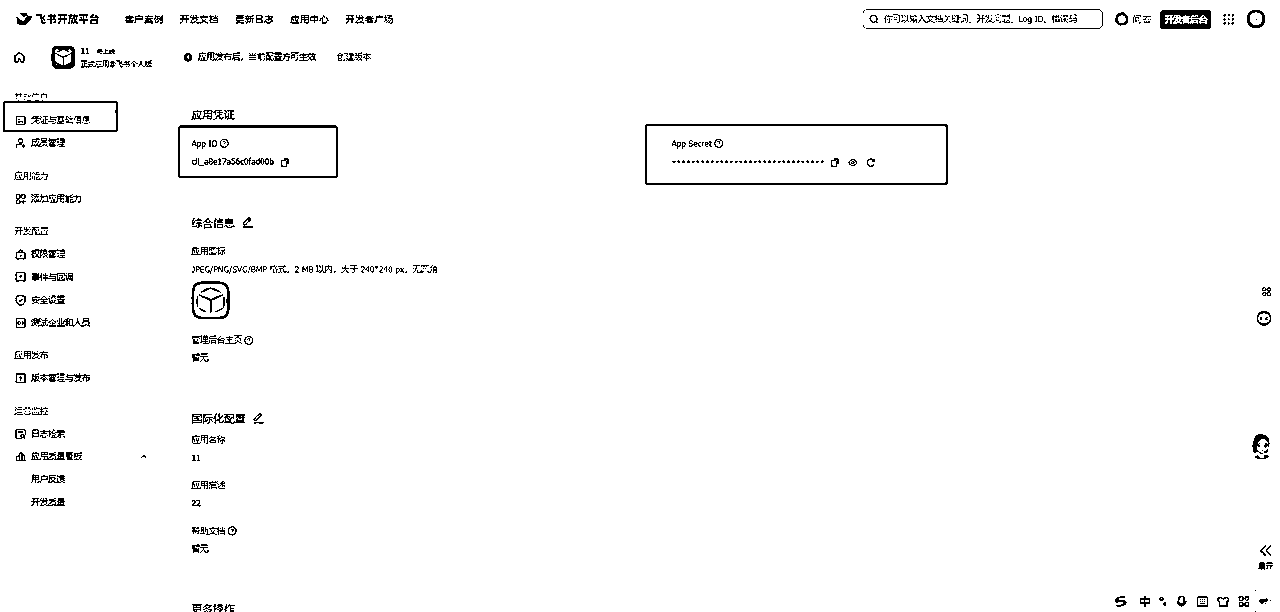 飞书开放平台 客户案例 开发文档 更新日志 应用中心 开发者广场
你可以输入文档关键词、开发问题、Log ID、错误码
问答 开发者后台
11 待上线
应用发布后，当前配置方可生效 创建版本
基础信息
凭证与基础信息
成员管理
应用能力
添加应用能力
开发配置
权限管理
事件与回调
安全设置
测试企业和人员
应用发布
版本管理与发布
运营监控
日志检索
应用质量看板
用户反馈
开发质量
应用凭证
App ID
App Secret
••••••••••••••••••••••••••••••••
综合信息
应用图标
JPEG/PNG/SVG/BMP 格式，2 MB 以内，大于 240*240 px，无圆角
管理后台主页
暂无
国际化配置
应用名称
11
应用描述
22
帮助文档
暂无
更多操作
展开
中